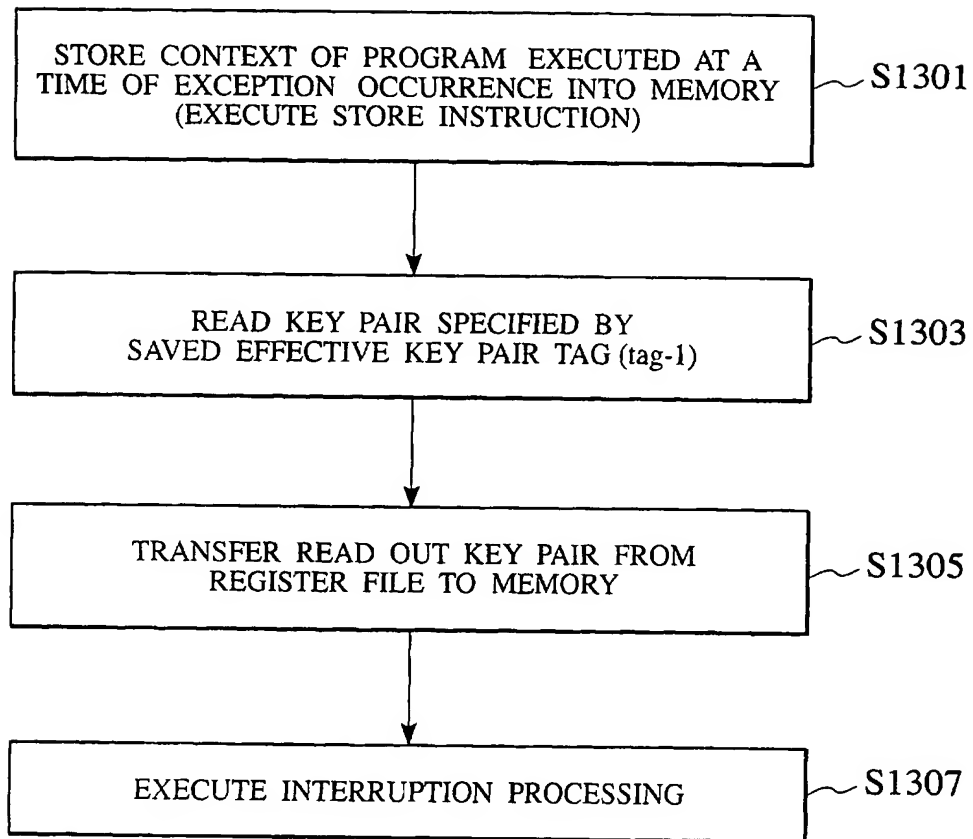 STORE CONTEXT OF PROGRAM EXECUTED AT A
TIME OF EXCEPTION OCCURRENCE INTO MEMORY
(EXECUTE STORE INSTRUCTION)
S1301
READ KEY PAIR SPECIFIED BY
SAVED EFFECTIVE KEY PAIR TAG (tag-1)
S1303
TRANSFER READ OUT KEY PAIR FROM
REGISTER FILE TO MEMORY
S1305
EXECUTE INTERRUPTION PROCESSING
S1307